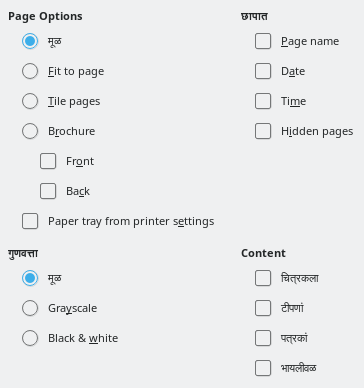 Page Options
मूळ
Fit to page
Tile pages
Brochure
Front
Back
Paper tray from printer settings
छापात
Page name
Date
Time
Hidden pages
गुणवत्ता
मूळ
Grayscale
Black & white
Content
चित्रकला
टीपणां
पत्रकां
भायलीवळ